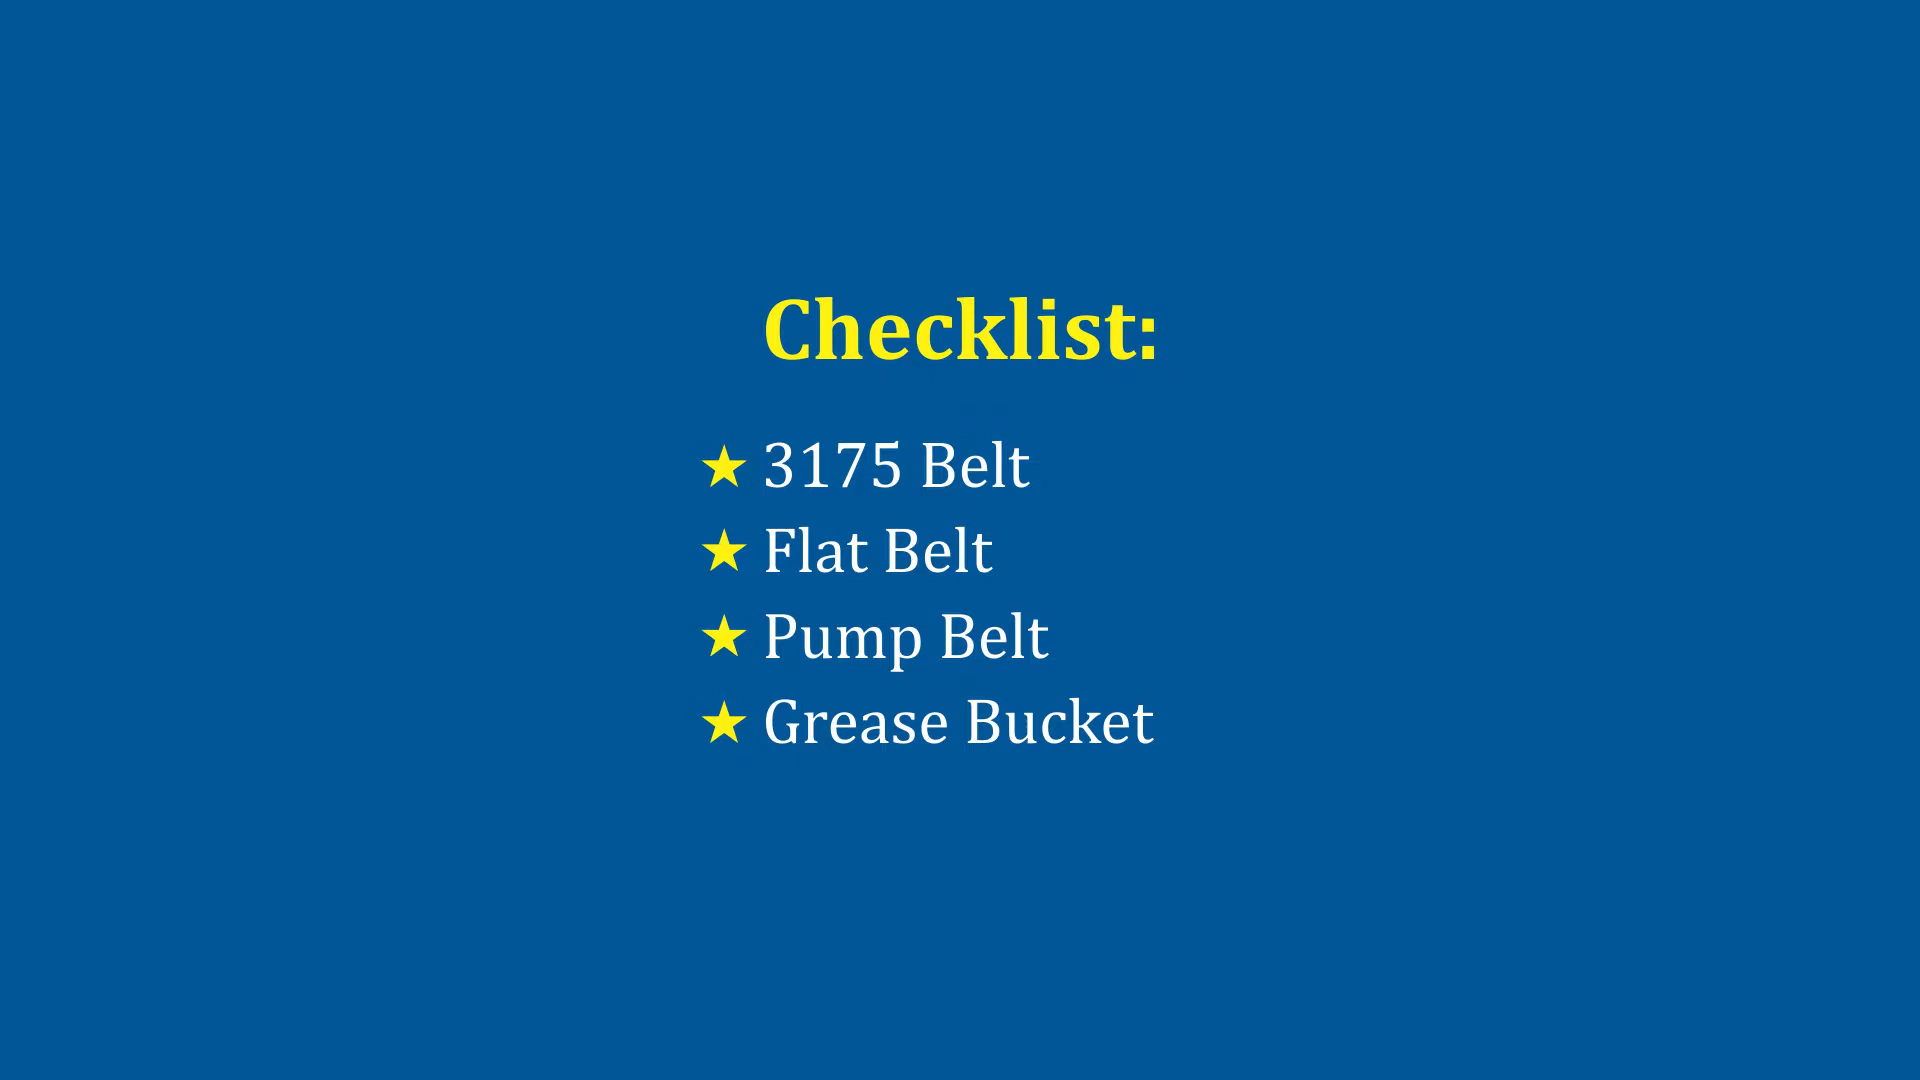 Checklist:
★ 3175 Belt
★ Flat Belt
★ Pump Belt
★ Grease Bucket